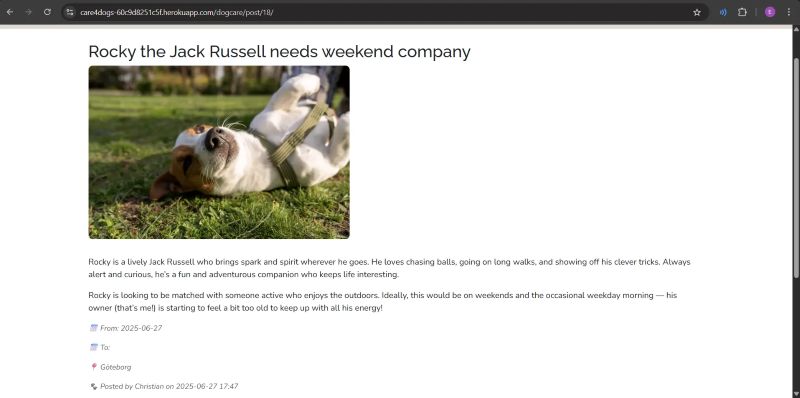 care4dogs-60c9d8251c5f.herokuapp.com/dogcare/post/18/
Rocky the Jack Russell needs weekend company
Rocky is a lively Jack Russell who brings spark and spirit wherever he goes. He loves chasing balls, going on long walks, and showing off his clever tricks. Always
alert and curious, he's a fun and adventurous companion who keeps life interesting.
Rocky is looking to be matched with someone active who enjoys the outdoors. Ideally, this would be on weekends and the occasional weekday morning — his
owner (that's me!) is starting to feel a bit too old to keep up with all his energy!
From: 2025-06-27
To:
Göteborg
Posted by Christian on 2025-06-27 17:47